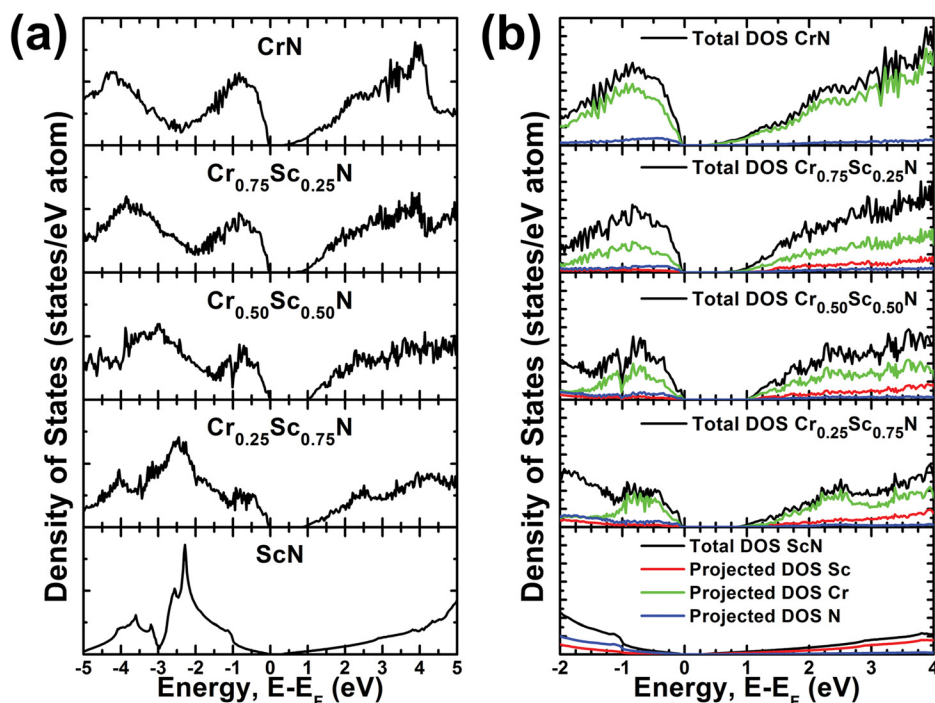 (a)
CrN
Cr0.75Sc0.25N
Cr0.50Sc0.50N
Cr0.25Sc0.75N
ScN
Density of States (states/eV atom)
-5 -4 -3 -2 -1 0 1 2 3 4 5
Energy, E-EF (eV)
(b)
Total DOS CrN
Total DOS Cr0.75Sc0.25N
Total DOS Cr0.50Sc0.50N
Total DOS Cr0.25Sc0.75N
Total DOS ScN
Projected DOS Sc
Projected DOS Cr
Projected DOS N
Density of States (states/eV atom)
-2 -1 0 1 2 3 4
Energy, E-EF (eV)